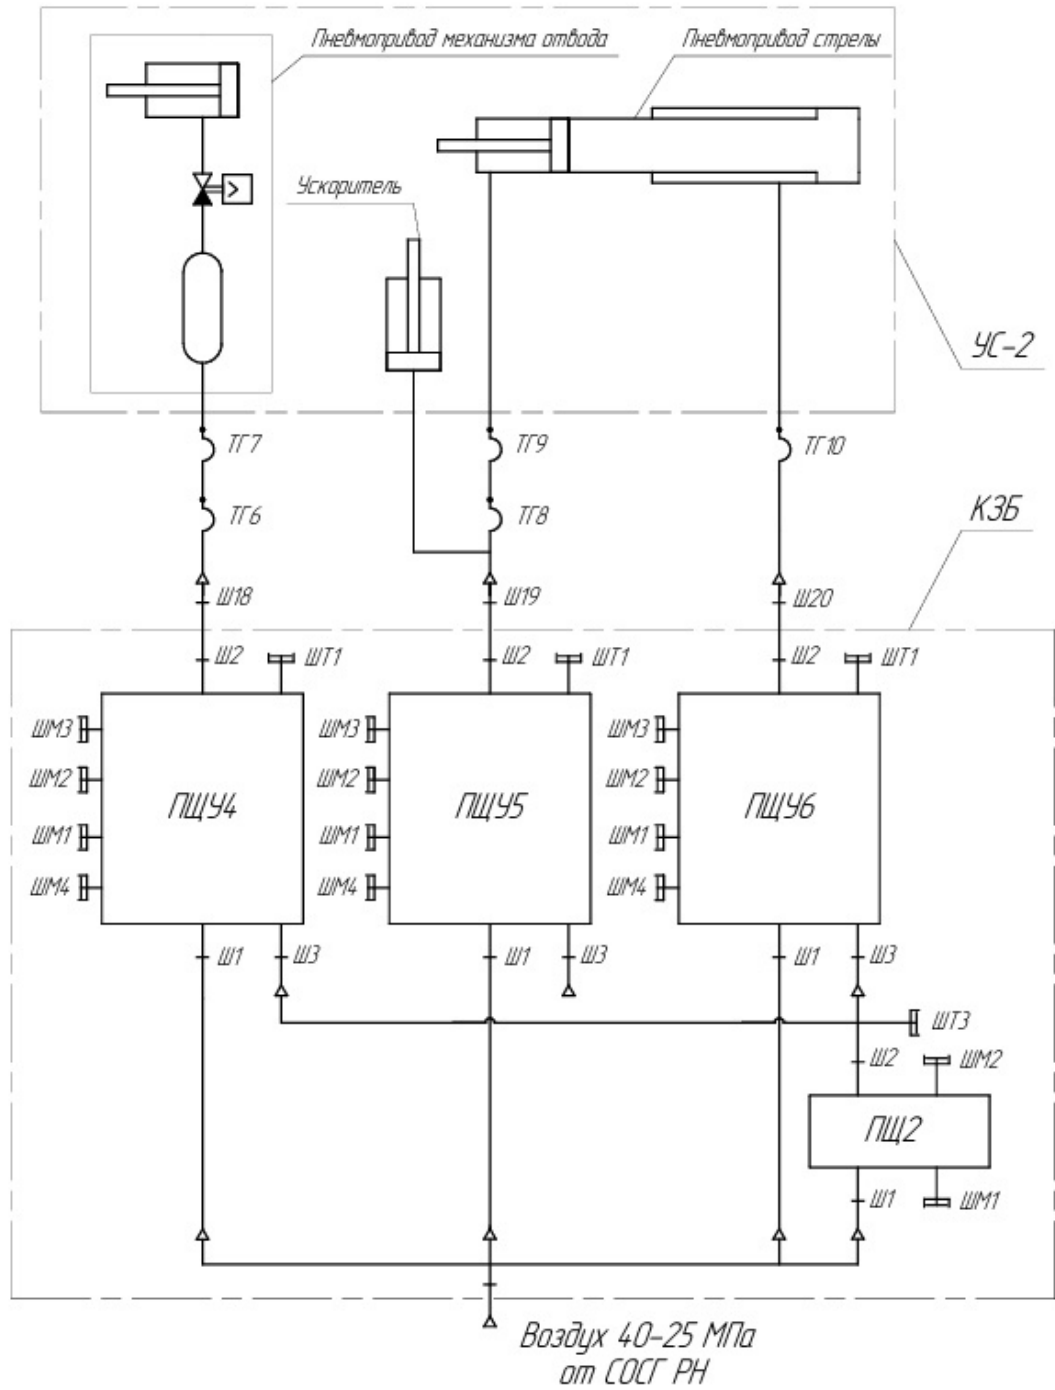 Пневмопривод механизма отвода
Пневмопривод стрелы
Ускоритель
УС-2
ТГ7
ТГ9
ТГ10
ТГ6
ТГ8
КЗБ
Ш18
Ш19
Ш20
Ш2
ШТ1
Ш2
ШТ1
Ш2
ШТ1
ШМ3
ШМ3
ШМ3
ШМ2
ШМ2
ШМ2
ПЩУ4
ПЩУ5
ПЩУ6
ШМ1
ШМ1
ШМ1
ШМ4
ШМ4
ШМ4
Ш1
Ш3
Ш1
Ш3
Ш1
Ш3
ШТ3
Ш2
ШМ2
ПЩ2
Ш1
ШМ1
Воздух 40-25 МПа
от СОСГ РН